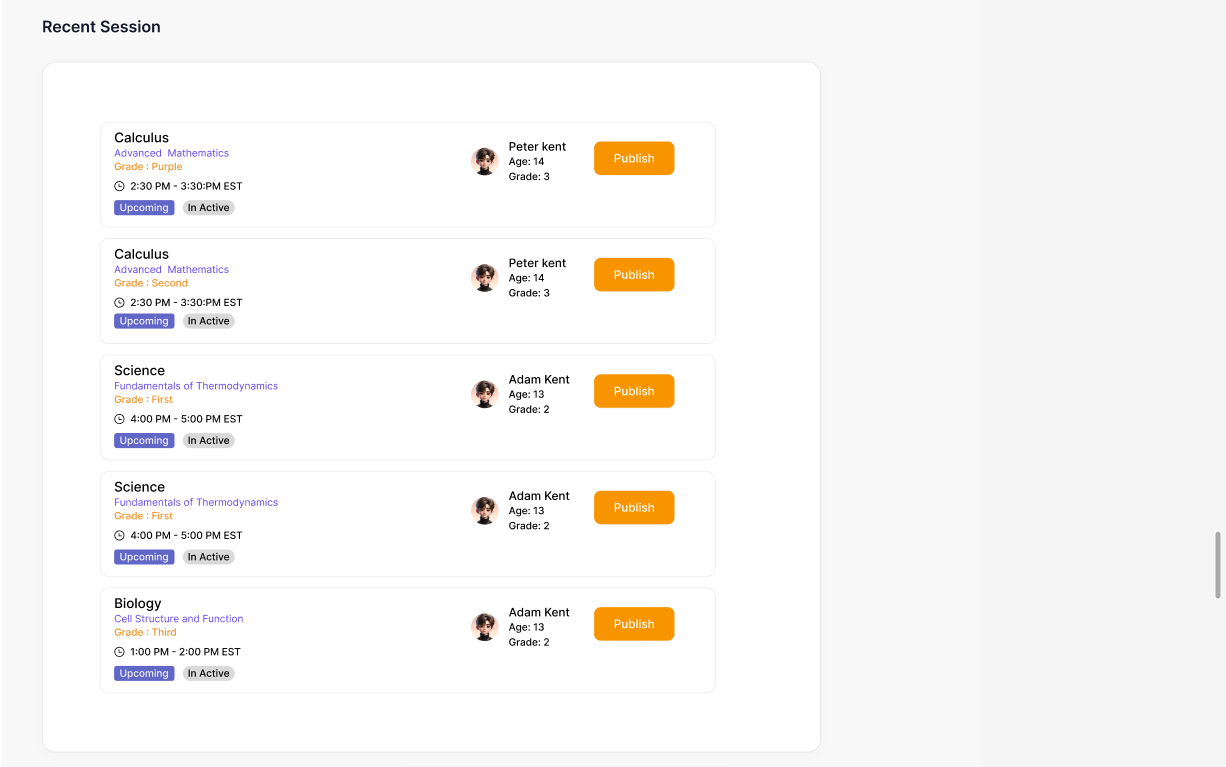 Recent Session
Calculus
Advanced  Mathematics
Grade : Purple
2:30 PM - 3:30:PM EST
Upcoming
In Active
Peter kent
Age: 14
Grade: 3
Publish
Calculus
Advanced  Mathematics
Grade : Second
2:30 PM - 3:30:PM EST
Upcoming
In Active
Peter kent
Age: 14
Grade: 3
Publish
Science
Fundamentals of Thermodynamics
Grade : First
4:00 PM - 5:00 PM EST
Upcoming
In Active
Adam Kent
Age: 13
Grade: 2
Publish
Science
Fundamentals of Thermodynamics
Grade : First
4:00 PM - 5:00 PM EST
Upcoming
In Active
Adam Kent
Age: 13
Grade: 2
Publish
Biology
Cell Structure and Function
Grade : Third
1:00 PM - 2:00 PM EST
Upcoming
In Active
Adam Kent
Age: 13
Grade: 2
Publish